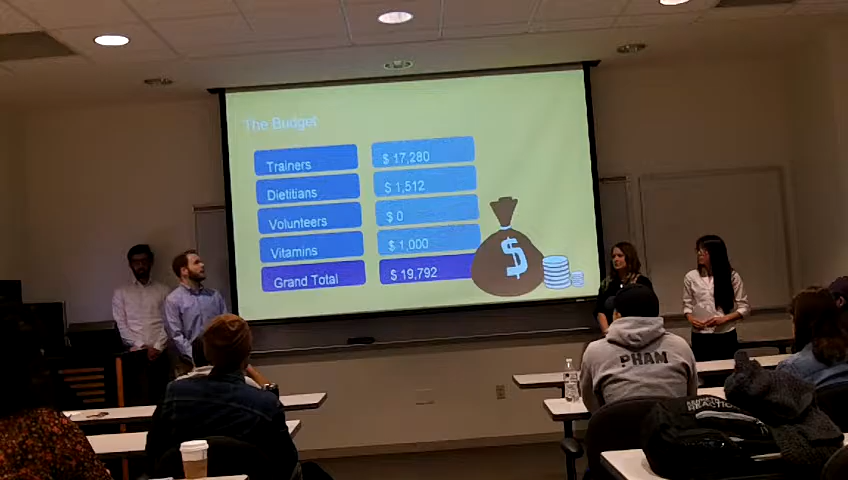 The Budget
Trainers $ 17,280
Dietitians $ 1,512
Volunteers $ 0
Vitamins $ 1,000
Grand Total $ 19,792
$
PHAM